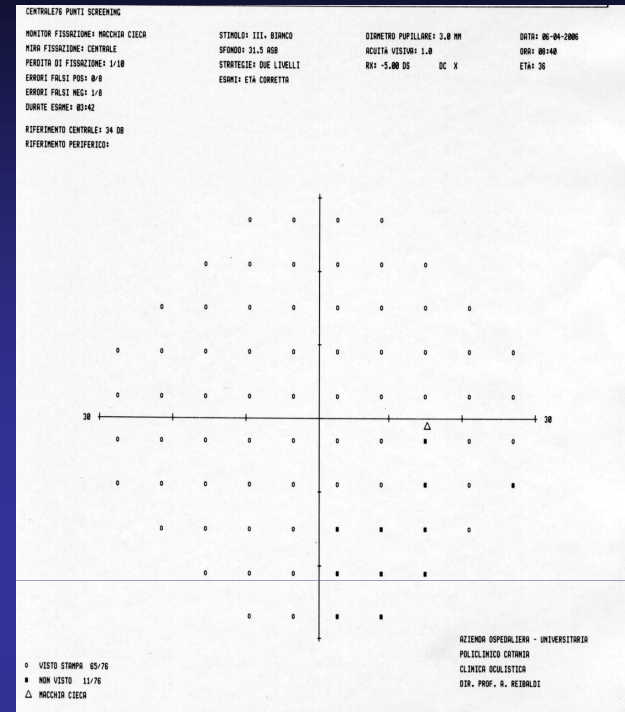 CENTRALE76 PUNTI SCREENING
MONITOR FISSAZIONE: MACCHIA CIECA
MIRA FISSAZIONE: CENTRALE
PERDITA DI FISSAZIONE: 1/10
ERRORI FALSI POS: 0/8
ERRORI FALSI NEG: 1/8
DURATE ESAME: 03:42
RIFERIMENTO CENTRALE: 34 DB
RIFERIMENTO PERIFERICO:
STIMOLO: III, BIANCO
SFONDO: 31.5 ASB
STRATEGIE: DUE LIVELLI
ESAMI: ETÀ CORRETTA
DIAMETRO PUPILLARE: 3.0 MM
ACUITÀ VISIVA: 1.0
RX: -5.00 DS DC X
DATA: 06-04-2006
ORA: 08:40
ETÀ: 36
30
30
VISTO STAMPA 65/76
NON VISTO 11/76
MACCHIA CIECA
AZIENDA OSPEDALIERA - UNIVERSITARIA
POLICLINICO CATANIA
CLINICA OCULISTICA
DIR. PROF. A. REIBALDI